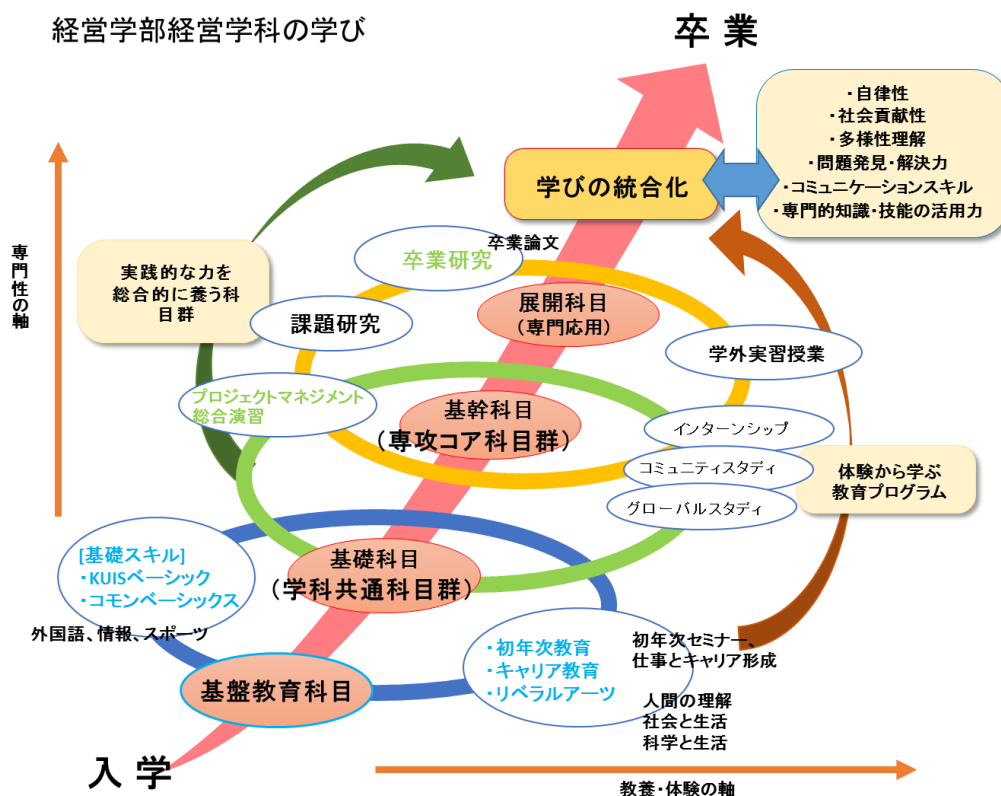 経営学部経営学科の学び
卒 業
・自律性
・社会貢献性
・多様性理解
・問題発見・解決力
・コミュニケーションスキル
・専門的知識・技能の活用力
学びの統合化
専門性の軸
実践的な力を
総合的に養う科
目群
卒業研究
卒業論文
展開科目
（専門応用）
課題研究
学外実習授業
プロジェクトマネジメント
総合演習
基幹科目
（専攻コア科目群）
インターンシップ
コミュニティスタディ
グローバルスタディ
体験から学ぶ
教育プログラム
[基礎スキル]
・KUISベーシック
・コモンベーシックス
外国語、情報、スポーツ
基礎科目
（学科共通科目群）
・初年次教育
・キャリア教育
・リベラルアーツ
初年次セミナー、
仕事とキャリア形成
人間の理解
社会と生活
科学と生活
基盤教育科目
入 学
教養・体験の軸